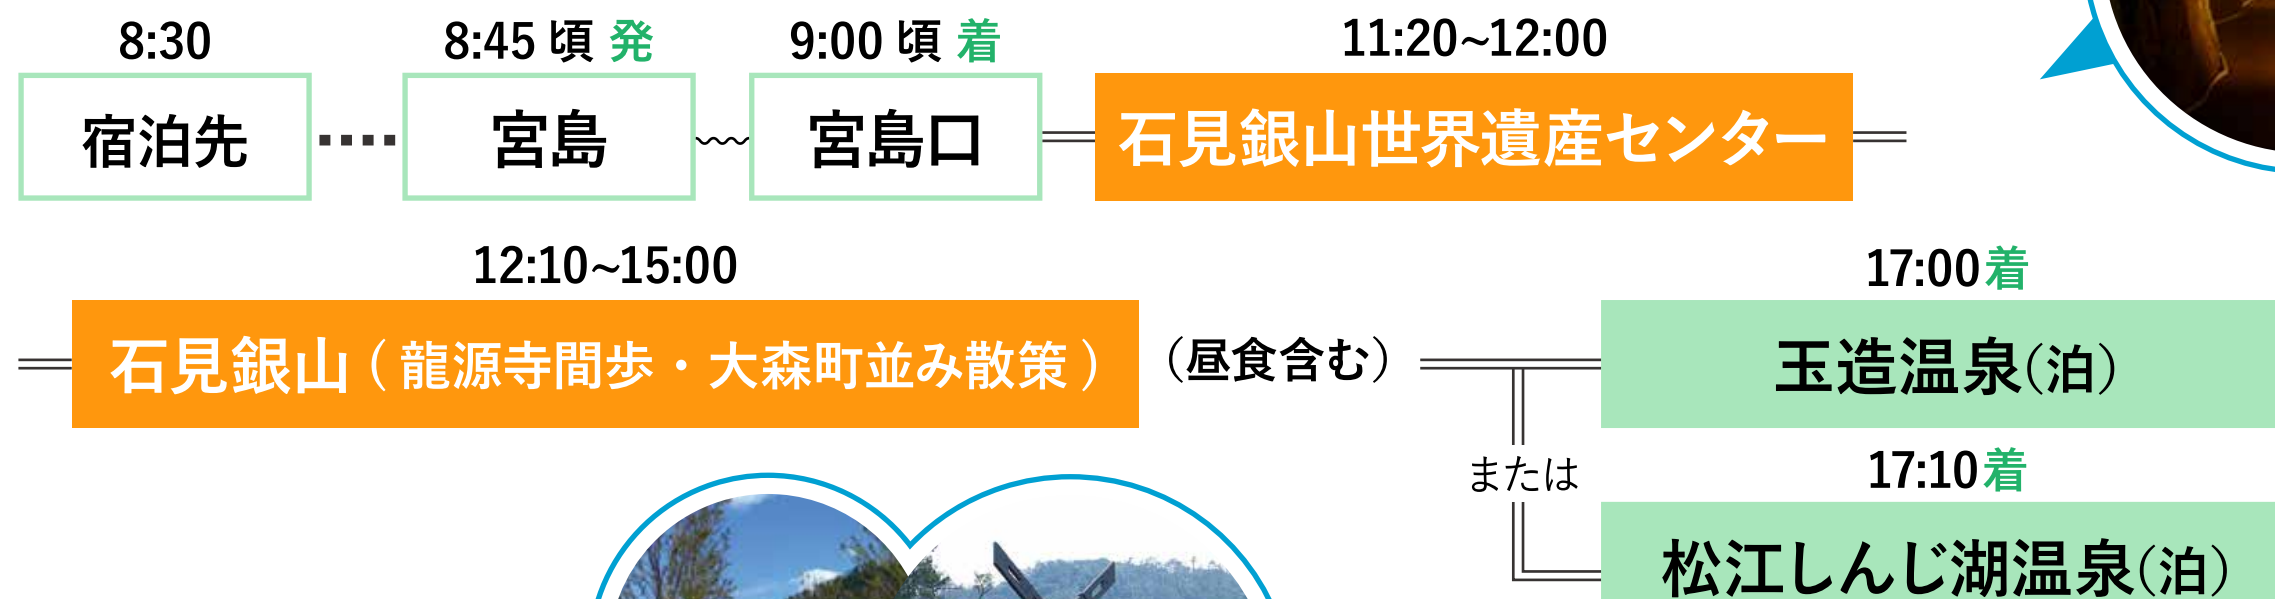 8:30 8:45 頃 発 9:00 頃 着 11:20~12:00
宿泊先 宮島 宮島口 石見銀山世界遺産センター
12:10~15:00 17:00着
石見銀山（龍源寺間歩・大森町並み散策） （昼食含む） 玉造温泉(泊)
または 17:10着
松江しんじ湖温泉(泊)